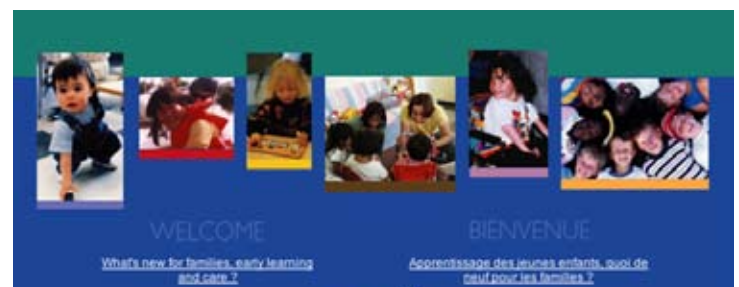 WELCOME
What's new for families, early learning
and care ?
BIENVENUE
Apprentissage des jeunes enfants, quoi de
neuf pour les familles ?